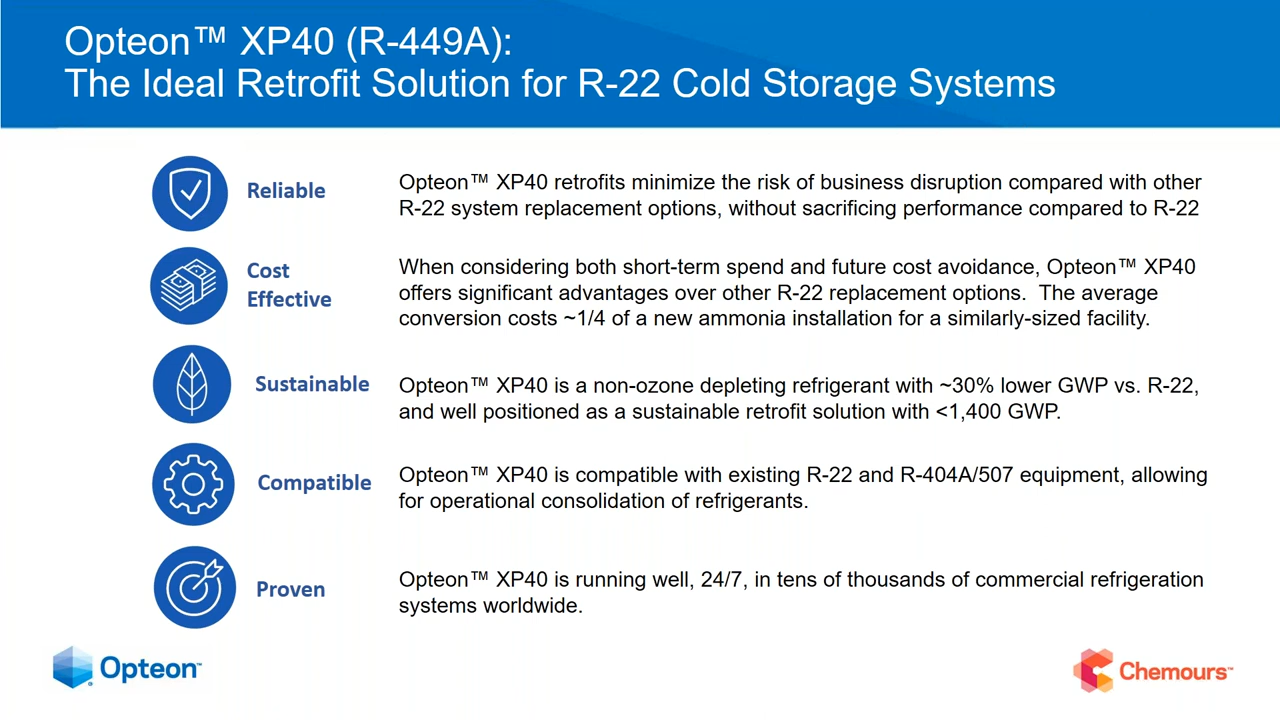 Opteon™ XP40 (R-449A):
The Ideal Retrofit Solution for R-22 Cold Storage Systems
Reliable
Opteon™ XP40 retrofits minimize the risk of business disruption compared with other
R-22 system replacement options, without sacrificing performance compared to R-22
Cost
Effective
When considering both short-term spend and future cost avoidance, Opteon™ XP40
offers significant advantages over other R-22 replacement options.  The average
conversion costs ~1/4 of a new ammonia installation for a similarly-sized facility.
Sustainable
Opteon™ XP40 is a non-ozone depleting refrigerant with ~30% lower GWP vs. R-22,
and well positioned as a sustainable retrofit solution with <1,400 GWP.
Compatible
Opteon™ XP40 is compatible with existing R-22 and R-404A/507 equipment, allowing
for operational consolidation of refrigerants.
Proven
Opteon™ XP40 is running well, 24/7, in tens of thousands of commercial refrigeration
systems worldwide.
Opteon™
Chemours™